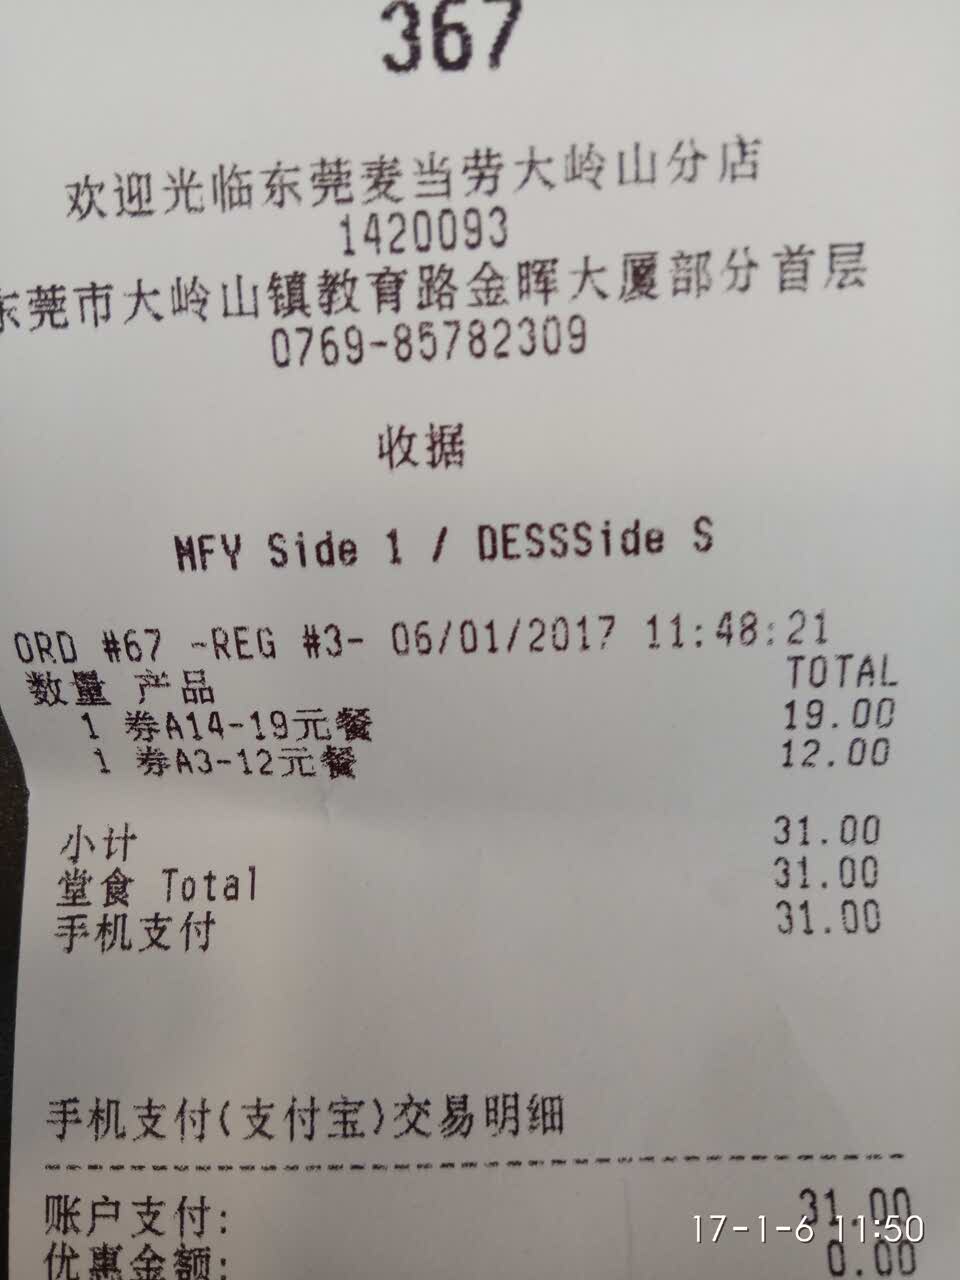 367
欢迎光临东莞麦当劳大岭山分店
1420093
东莞市大岭山镇教育路金晖大厦部分首层
0769-85782309
收据
MFY Side 1 / DESSSide S
ORD #67 -REG #3- 06/01/2017 11:48:21
数量 产品 TOTAL
1 券A14-19元餐 19.00
1 券A3-12元餐 12.00
小计 31.00
堂食 Total 31.00
手机支付 31.00
手机支付(支付宝)交易明细
账户支付: 31.00
17-1-6 11:50
优惠金额: 0.00